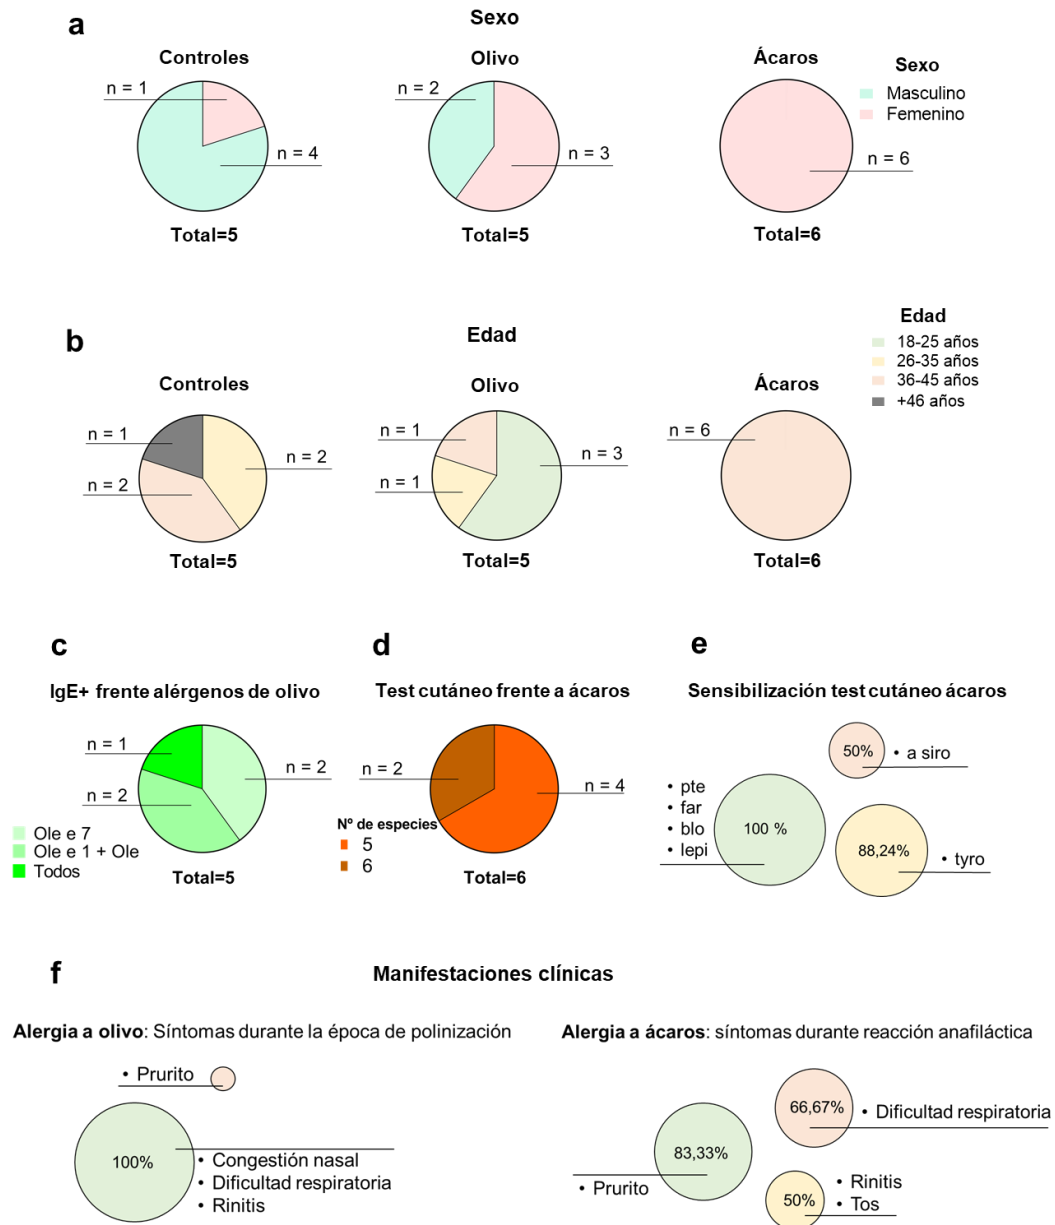 a
Sexo
Controles
Olivo
Ácaros
Sexo
Masculino
Femenino
n = 1
n = 4
n = 2
n = 3
n = 6
Total=5
Total=5
Total=6
b
Edad
Edad
18-25 años
26-35 años
36-45 años
+46 años
Controles
Olivo
Ácaros
n = 1
n = 2
n = 2
n = 1
n = 1
n = 3
n = 6
Total=5
Total=5
Total=6
c
IgE+ frente alérgenos de olivo
n = 1
n = 2
n = 2
Ole e 7
Ole e 1 + Ole
Todos
Total=5
d
Test cutáneo frente a ácaros
n = 2
n = 4
Nº de especies
5
6
Total=6
e
Sensibilización test cutáneo ácaros
50%
• a siro
• pte
• far
• blo
• lepi
100 %
88,24%
• tyro
f
Manifestaciones clínicas
Alergia a olivo: Síntomas durante la época de polinización
• Prurito
100%
• Congestión nasal
• Dificultad respiratoria
• Rinitis
Alergia a ácaros: síntomas durante reacción anafiláctica
66,67%
• Dificultad respiratoria
83,33%
• Prurito
50%
• Rinitis
• Tos